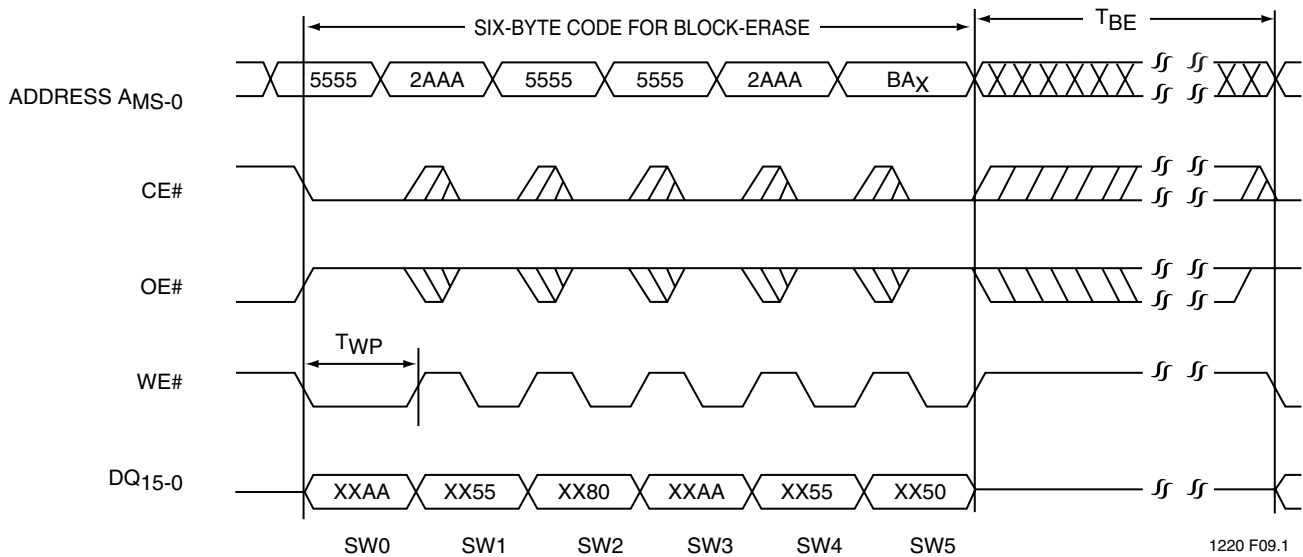 SIX-BYTE CODE FOR BLOCK-ERASE
TBE
ADDRESS AMS-0
5555 2AAA 5555 5555 2AAA BAX
CE#
OE#
TWP
WE#
DQ15-0
XXAA XX55 XX80 XXAA XX55 XX50
SW0 SW1 SW2 SW3 SW4 SW5
1220 F09.1